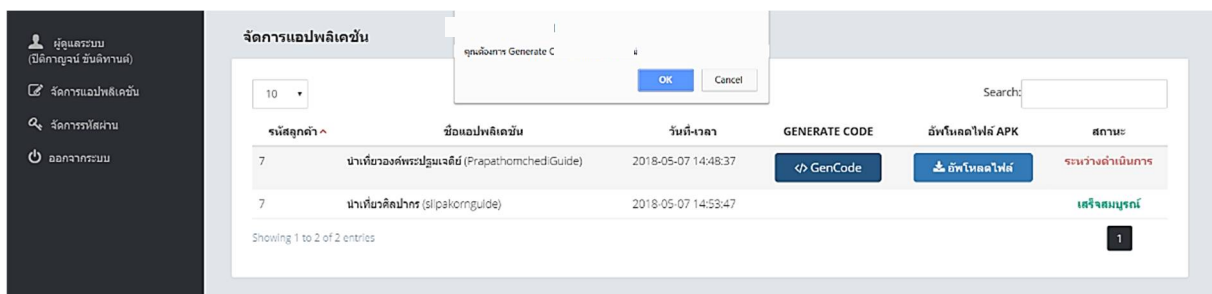 ผู้ดูแลระบบ
(ปิติกาญจน์ ขันติทานต์)
จัดการแอปพลิเคชัน
จัดการรหัสผ่าน
ออกจากระบบ
จัดการแอปพลิเคชัน
คุณต้องการ Generate C
OK Cancel
10
Search:
รหัสลูกค้า ชื่อแอปพลิเคชัน วันที่-เวลา GENERATE CODE อัพโหลดไฟล์ APK สถานะ
7 นำเที่ยวองค์พระปฐมเจดีย์ (PrapathomchediGuide) 2018-05-07 14:48:37 </> GenCode อัพโหลดไฟล์ ระหว่างดำเนินการ
7 นำเที่ยวศิลปากร (silpakornguide) 2018-05-07 14:53:47 เสร็จสมบูรณ์
Showing 1 to 2 of 2 entries 1